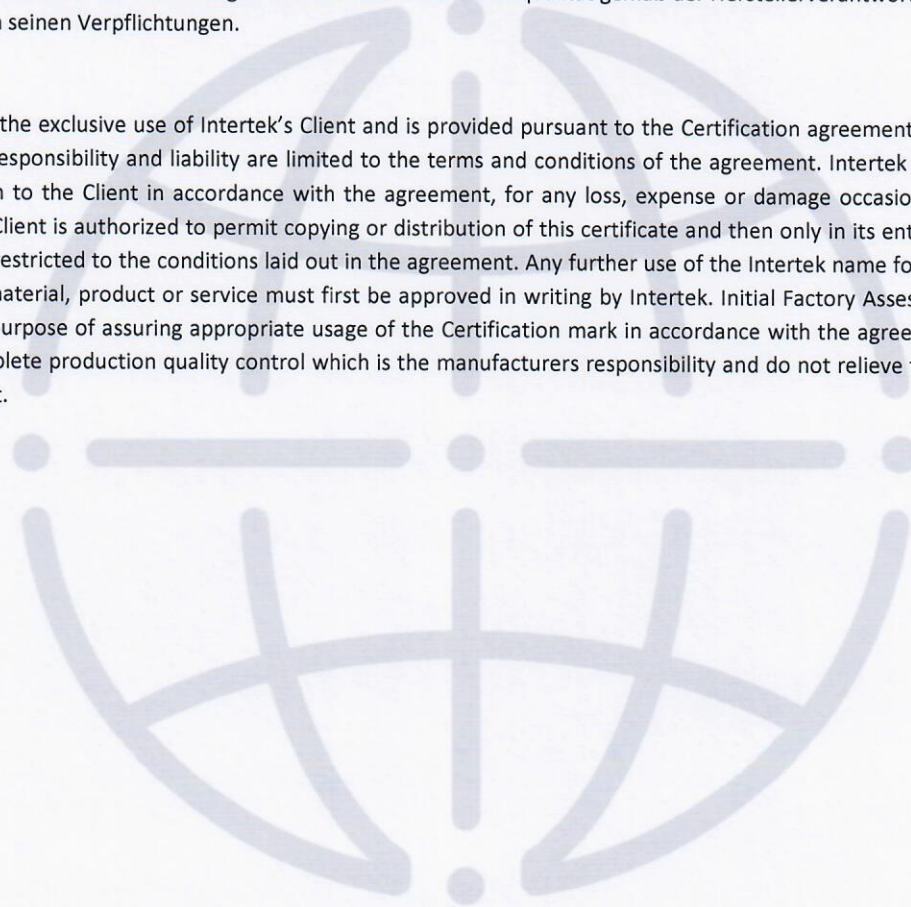 seinen Verpflichtungen.
the exclusive use of Intertek's Client and is provided pursuant to the Certification agreement
esponsibility and liability are limited to the terms and conditions of the agreement. Intertek
to the Client in accordance with the agreement, for any loss, expense or damage occasio
Client is authorized to permit copying or distribution of this certificate and then only in its ent
estricted to the conditions laid out in the agreement. Any further use of the Intertek name fo
naterial, product or service must first be approved in writing by Intertek. Initial Factory Asses
urpose of assuring appropriate usage of the Certification mark in accordance with the agree
plete production quality control which is the manufacturers responsibility and do not relieve